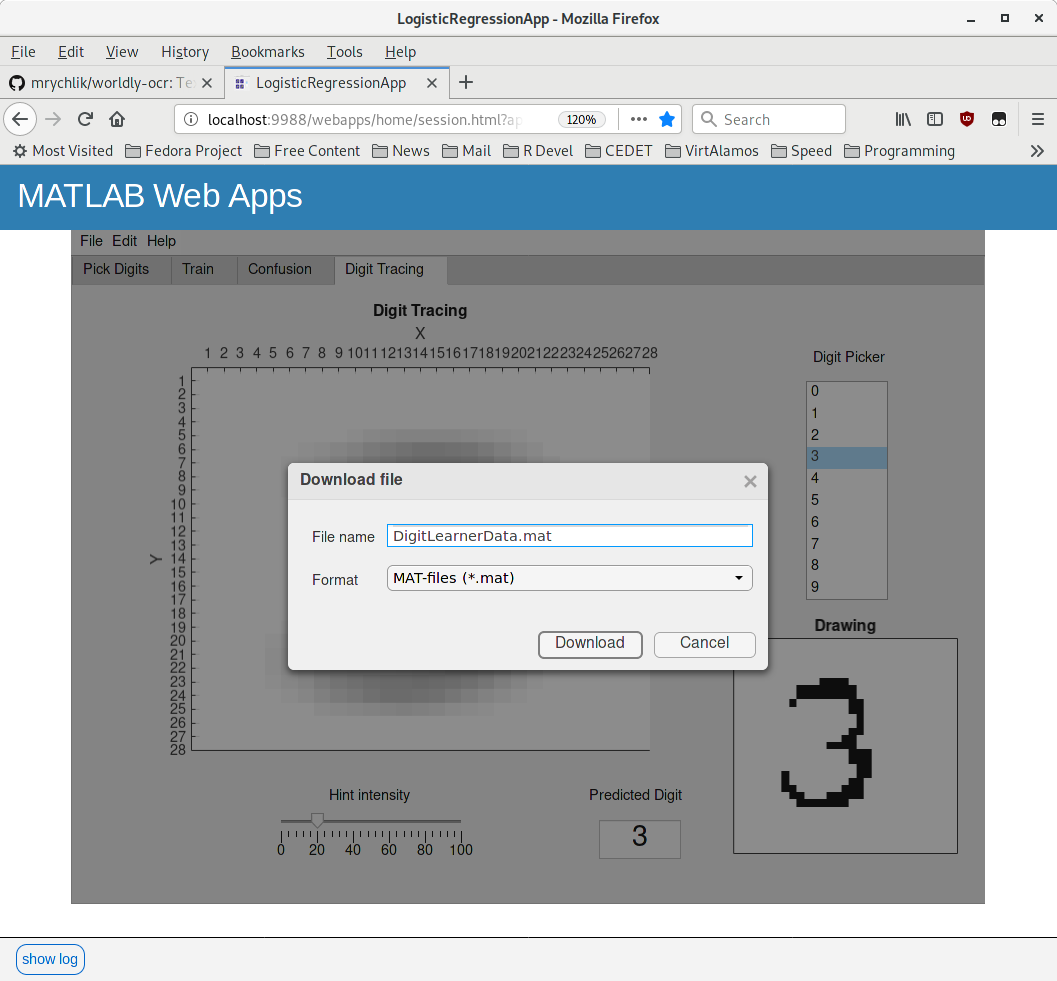 LogisticRegressionApp - Mozilla Firefox
File Edit View History Bookmarks Tools Help
mrychlik/worldly-ocr: Te LogisticRegressionApp
localhost:9988/webapps/home/session.html?ap 120% Search
Most Visited Fedora Project Free Content News Mail R Devel CEDET VirtAlamos Speed Programming
MATLAB Web Apps
File Edit Help
Pick Digits Train Confusion Digit Tracing
Digit Tracing
X
1 2 3 4 5 6 7 8 9 10 11 12 13 14 15 16 17 18 19 20 21 22 23 24 25 26 27 28
Y
1
2
3
4
5
6
7
8
9
10
11
12
13
14
15
16
17
18
19
20
21
22
23
24
25
26
27
28
Digit Picker
0
1
2
3
4
5
6
7
8
9
Download file
File name DigitLearnerData.mat
Format MAT-files (*.mat)
Download Cancel
Drawing
3
Hint intensity
0 20 40 60 80 100
Predicted Digit
3
show log